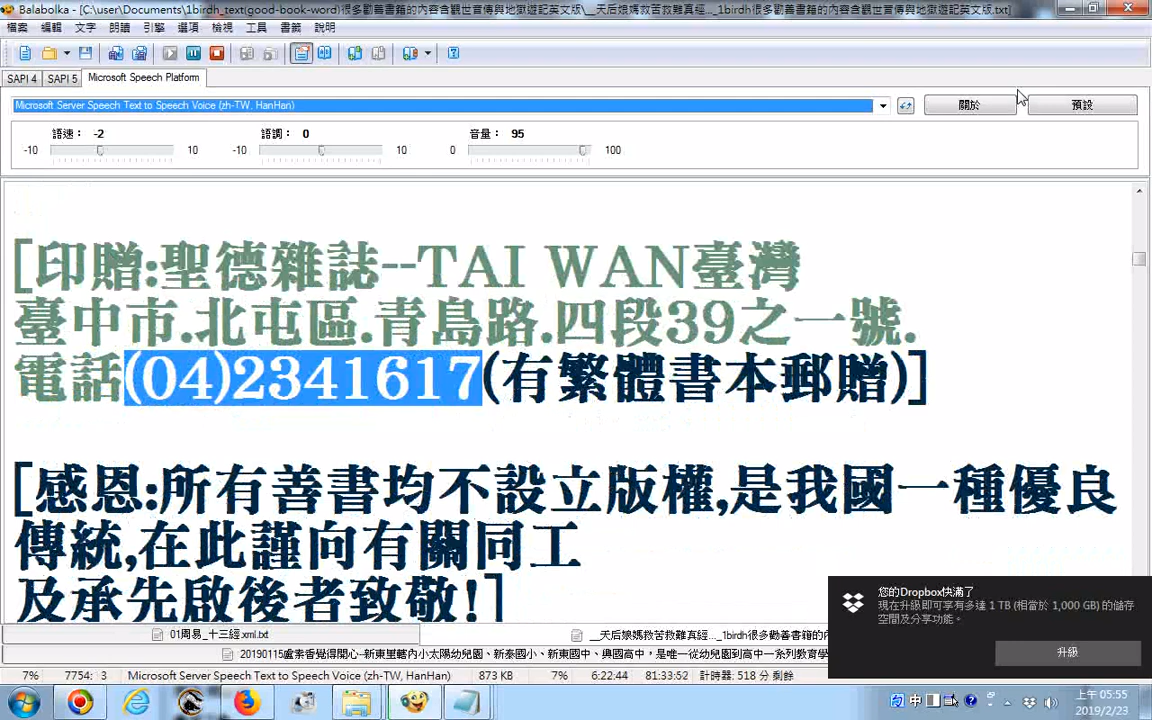 Balabolka - [C:\user\Documents\1birdh_text(good-book-word)很多勸善書籍的內容含觀世音傳與地獄遊記英文版\__天后娘媽救苦救難真經..._1birdh很多勸善書籍的內容含觀世音傳與地獄遊記英文版.txt]
檔案 編輯 文字 朗讀 引擎 選項 檢視 工具 書籤 說明
SAPI 4 SAPI 5 Microsoft Speech Platform
Microsoft Server Speech Text to Speech Voice (zh-TW, HanHan) 關於 預設
語速： -2 語調： 0 音量： 95
-10 10 -10 10 0 100
[印贈:聖德雜誌--TAI WAN臺灣
臺中市.北屯區.青島路.四段39之一號.
電話(04)2341617(有繁體書本郵贈)]
[感恩:所有善書均不設立版權,是我國一種優良
傳統,在此謹向有關同工
及承先啟後者致敬!]
您的Dropbox快滿了
現在升級即可享有多達 1 TB (相當於 1,000 GB) 的儲存
空間及分享功能。
升級
01周易_十三經.xml.txt __天后娘媽救苦救難真經..._1birdh很多勸善書籍的內
20190115盧素香覺得開心--新東里轄內小太陽幼兒園、新泰國小、新東國中、興國高中，是唯一從幼兒園到高中一系列教育學
7% 7754: 3 Microsoft Server Speech Text to Speech Voice (zh-TW, HanHan) 873 KB 7% 6:22:44 81:33:52 計時器: 518 分 剩餘
中 上午 05:55
2019/2/23